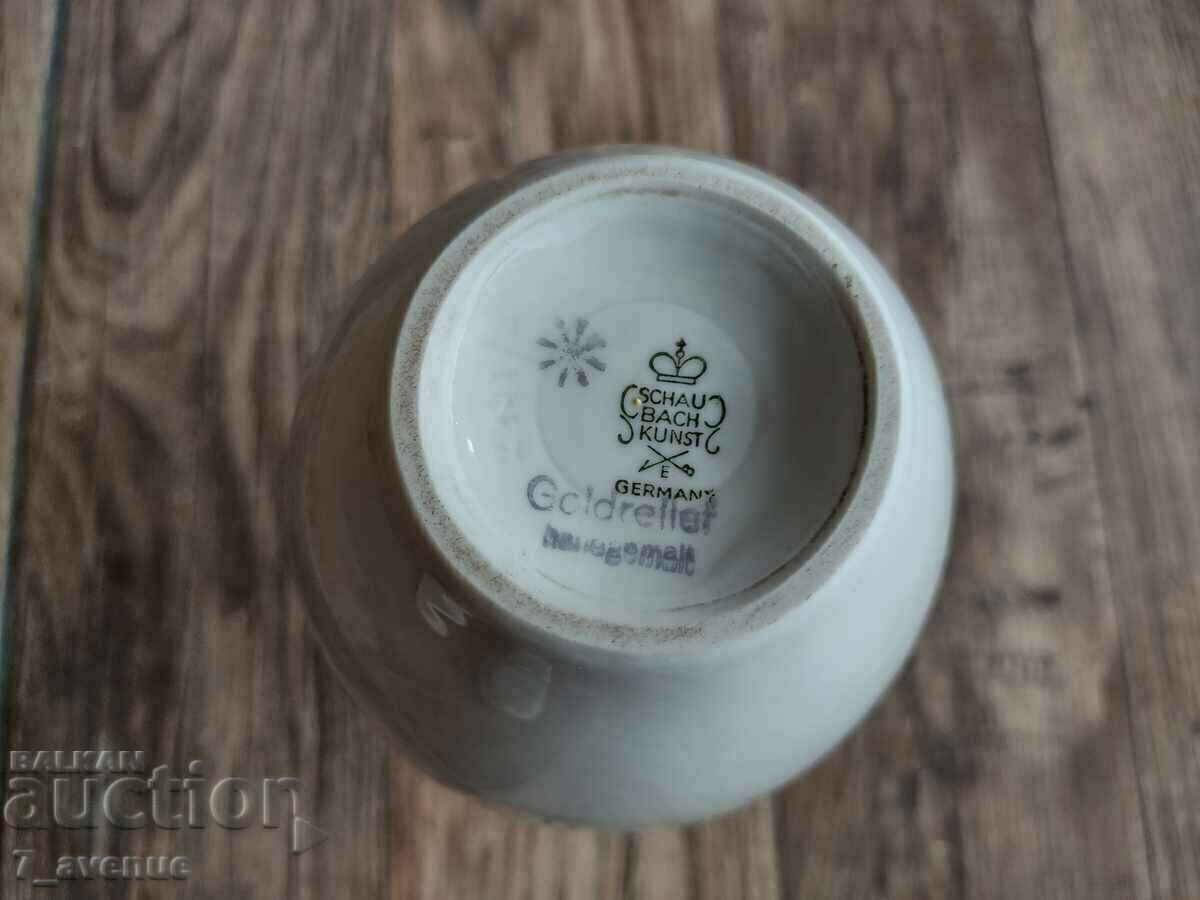 SCHAU
BACH
KUNST
E B
GERMANY
Goldrelief
handgemalt
BALKAN
auction
7_avenue